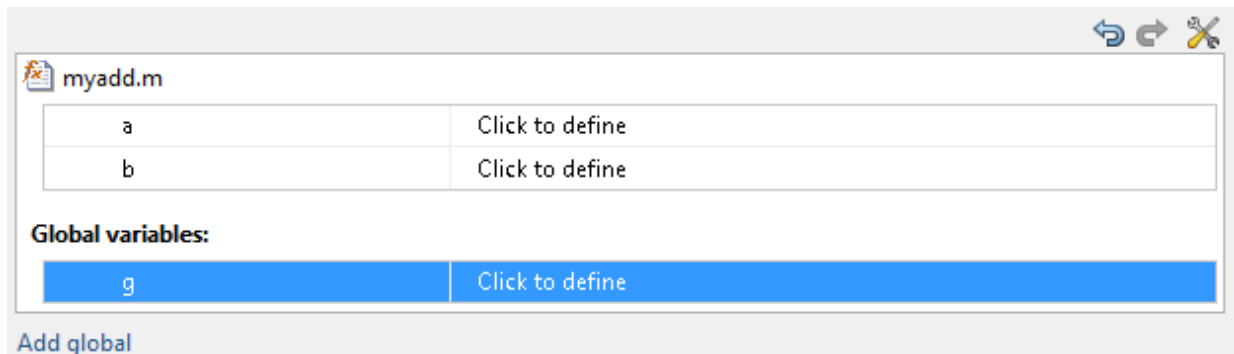 myadd.m
a Click to define
b Click to define
Global variables:
g Click to define
Add global